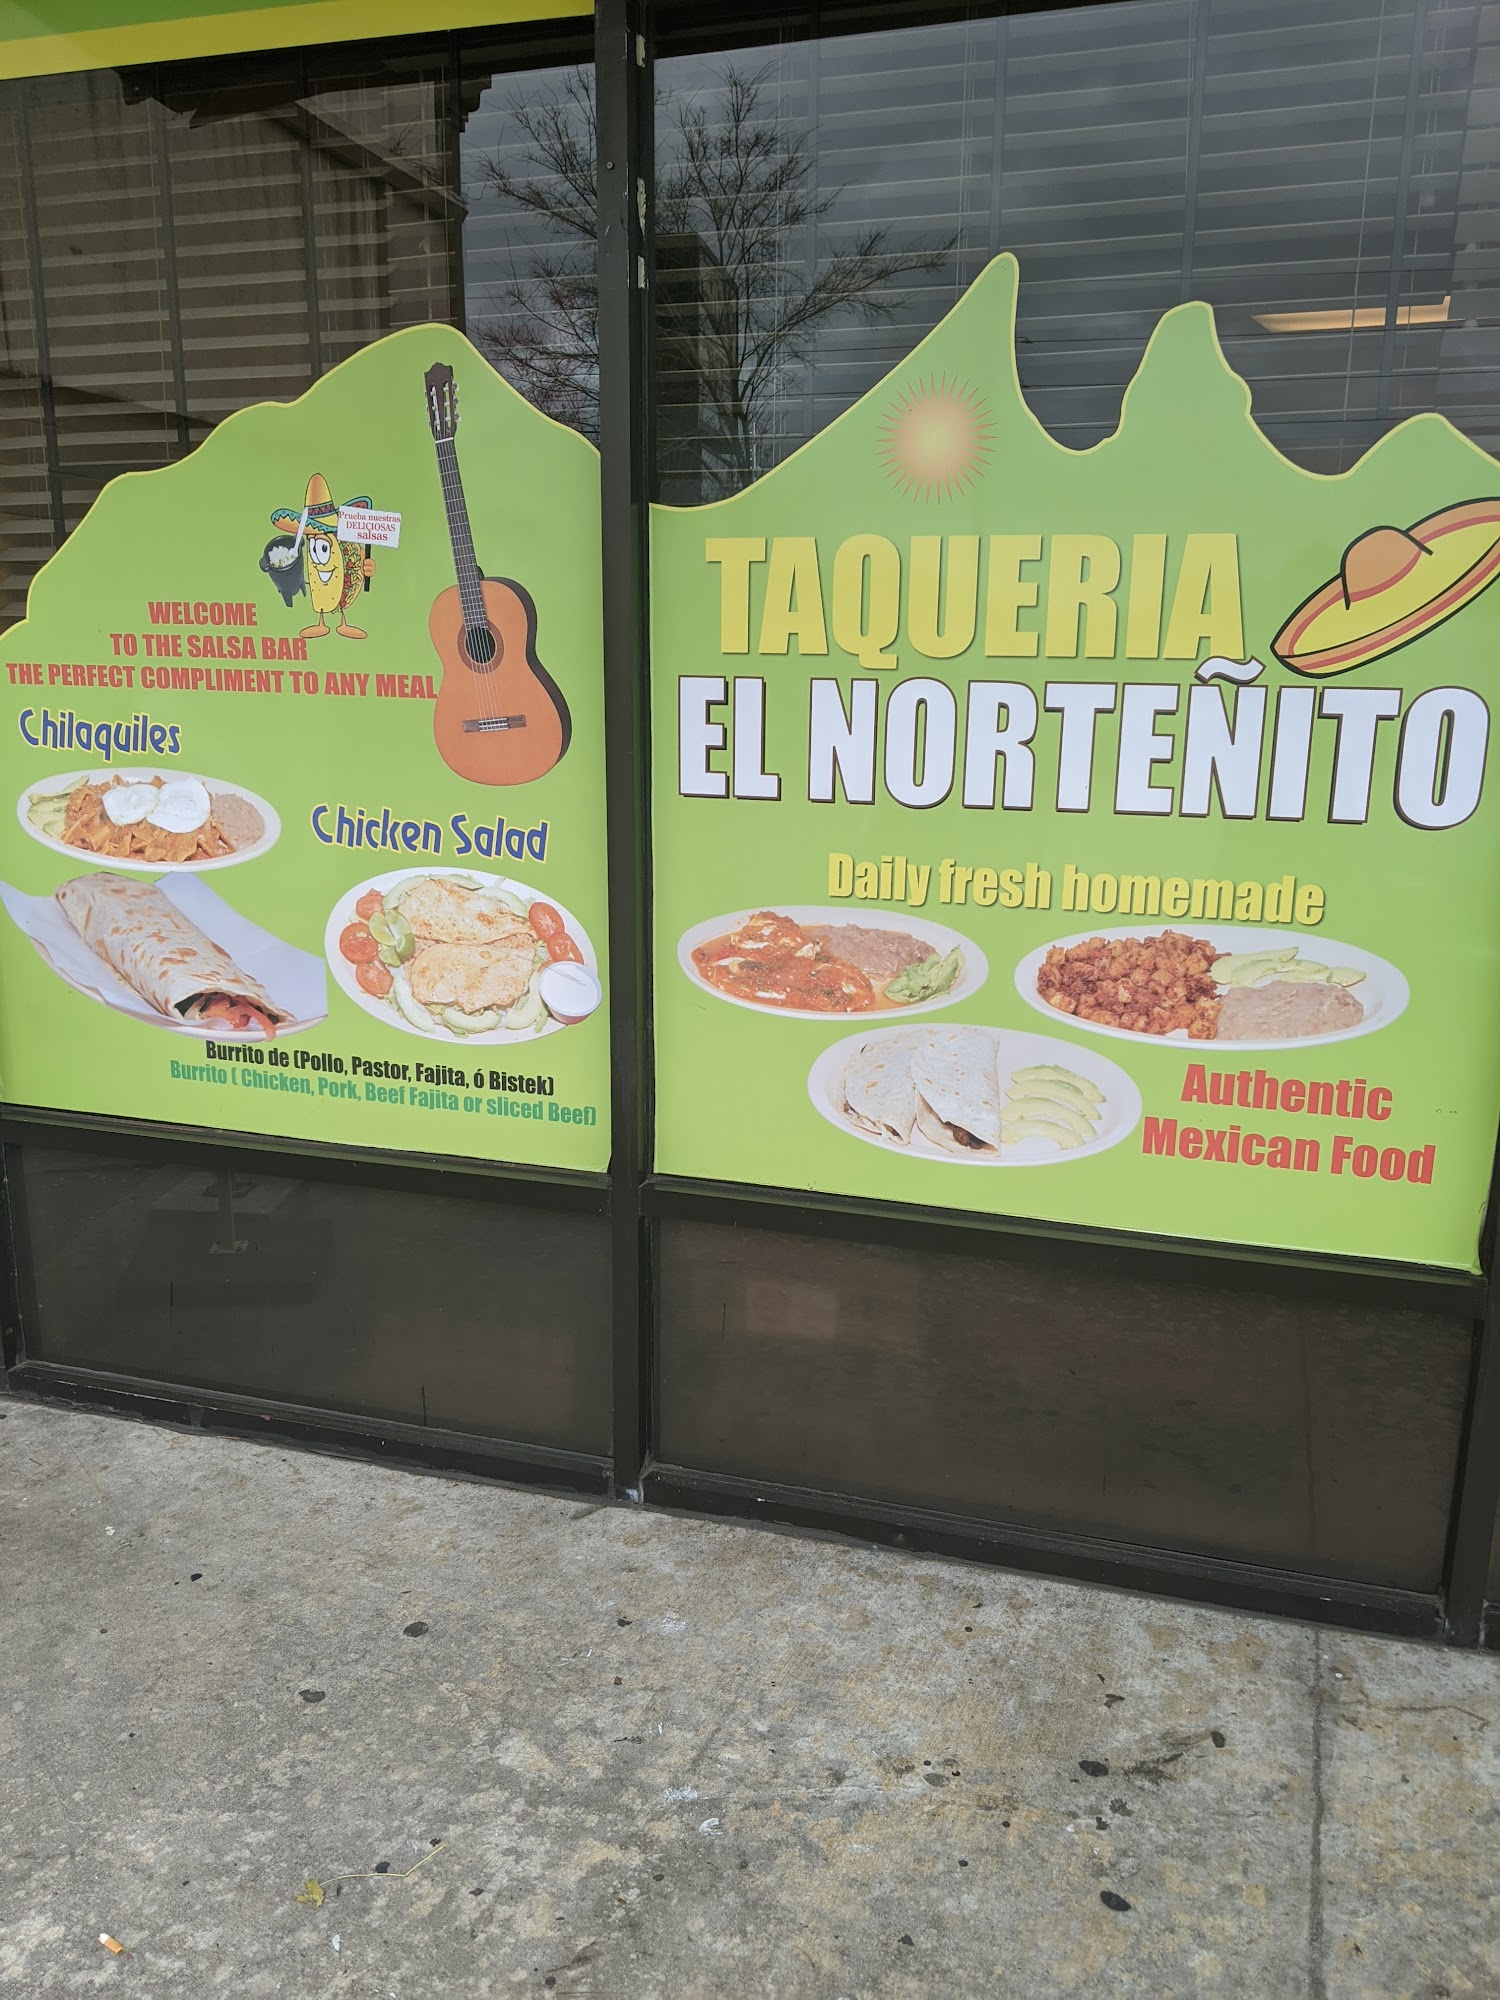 Prueba nuestras
DELICIOSAS
salsas
WELCOME
TO THE SALSA BAR
THE PERFECT COMPLIMENT TO ANY MEAL
Chilaquiles
Chicken Salad
Burrito de (Pollo, Pastor, Fajita, ó Bistek)
Burrito ( Chicken, Pork, Beef Fajita or sliced Beef)
TAQUERIA
EL NORTEÑITO
Daily fresh homemade
Authentic
Mexican Food